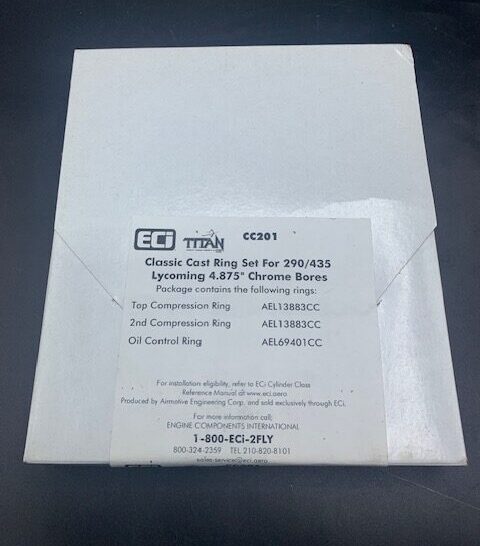 ECi TITAN CC201
Classic Cast Ring Set For 290/435
Lycoming 4.875" Chrome Bores
Package contains the following rings:
Top Compression Ring AEL13883CC
2nd Compression Ring AEL13883CC
Oil Control Ring AEL69401CC
For installation eligibility, refer to ECi Cylinder Class
Reference Manual at www.eci.aero
Produced by Airmotive Engineering Corp. and sold exclusively through ECi.
For more information call;
ENGINE COMPONENTS INTERNATIONAL
1-800-ECi-2FLY
800-324-2359 TEL 210-820-8101
sales-service@eci.aero